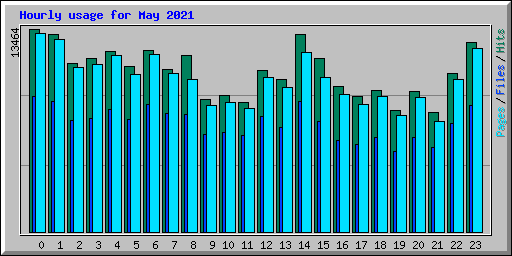 Hourly usage for May 2021
13464
Pages/Files/Hits
0 1 2 3 4 5 6 7 8 9 10 11 12 13 14 15 16 17 18 19 20 21 22 23